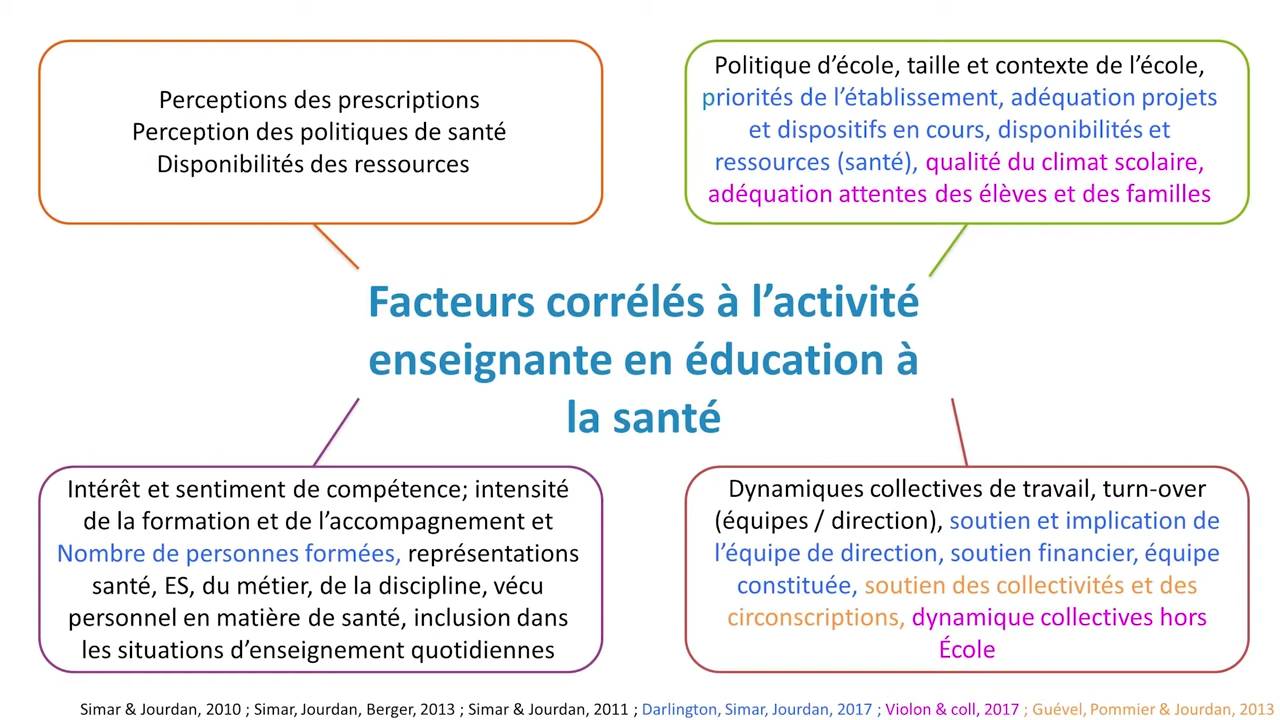 Perceptions des prescriptions
Perception des politiques de santé
Disponibilités des ressources
Politique d’école, taille et contexte de l’école,
priorités de l’établissement, adéquation projets
et dispositifs en cours, disponibilités et
ressources (santé), qualité du climat scolaire,
adéquation attentes des élèves et des familles
Facteurs corrélés à l’activité
enseignante en éducation à
la santé
Intérêt et sentiment de compétence; intensité
de la formation et de l’accompagnement et
Nombre de personnes formées, représentations
santé, ES, du métier, de la discipline, vécu
personnel en matière de santé, inclusion dans
les situations d’enseignement quotidiennes
Dynamiques collectives de travail, turn-over
(équipes / direction), soutien et implication de
l’équipe de direction, soutien financier, équipe
constituée, soutien des collectivités et des
circonscriptions, dynamique collectives hors
École
Simar & Jourdan, 2010 ; Simar, Jourdan, Berger, 2013 ; Simar & Jourdan, 2011 ; Darlington, Simar, Jourdan, 2017 ; Violon & coll, 2017 ; Guével, Pommier & Jourdan, 2013